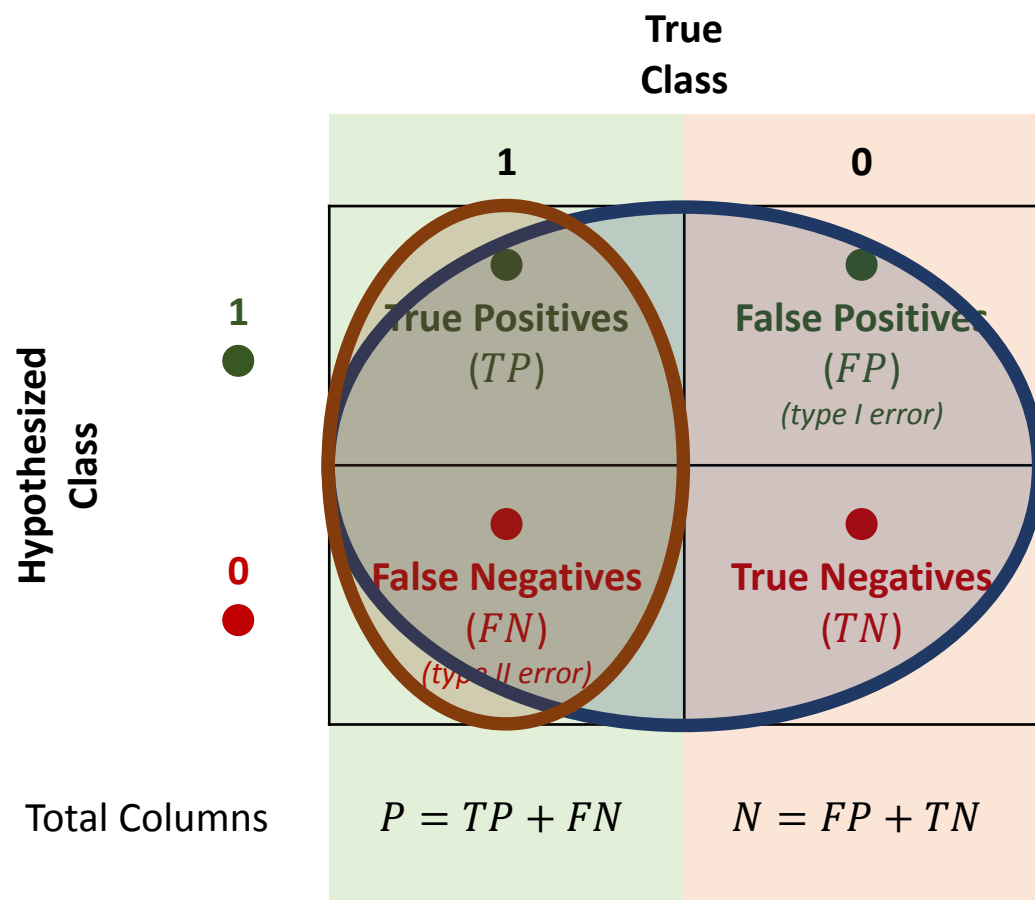 True
Class
1 0
Hypothesized
Class
1
True Positives
(TP)
False Positives
(FP)
(type I error)
0
False Negatives
(FN)
(type II error)
True Negatives
(TN)
Total Columns P = TP + FN N = FP + TN